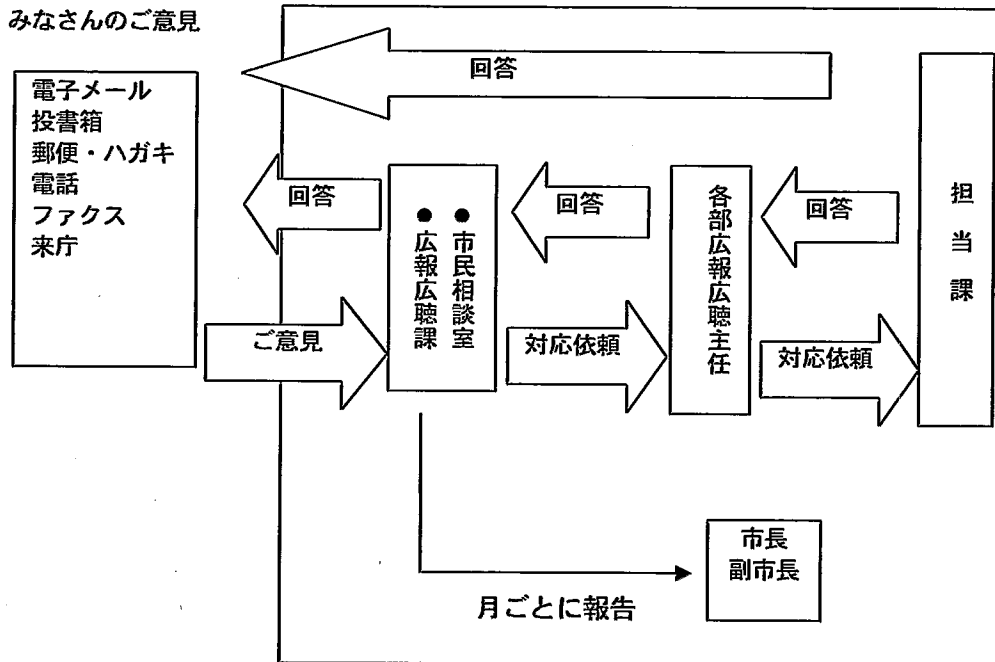 みなさんのご意見
電子メール
投書箱
郵便・ハガキ
電話
ファクス
来庁
回答
回答
ご意見
●市民相談室
●広報広聴課
回答
対応依頼
各部広報広聴主任
回答
対応依頼
担当課
月ごとに報告
市長
副市長